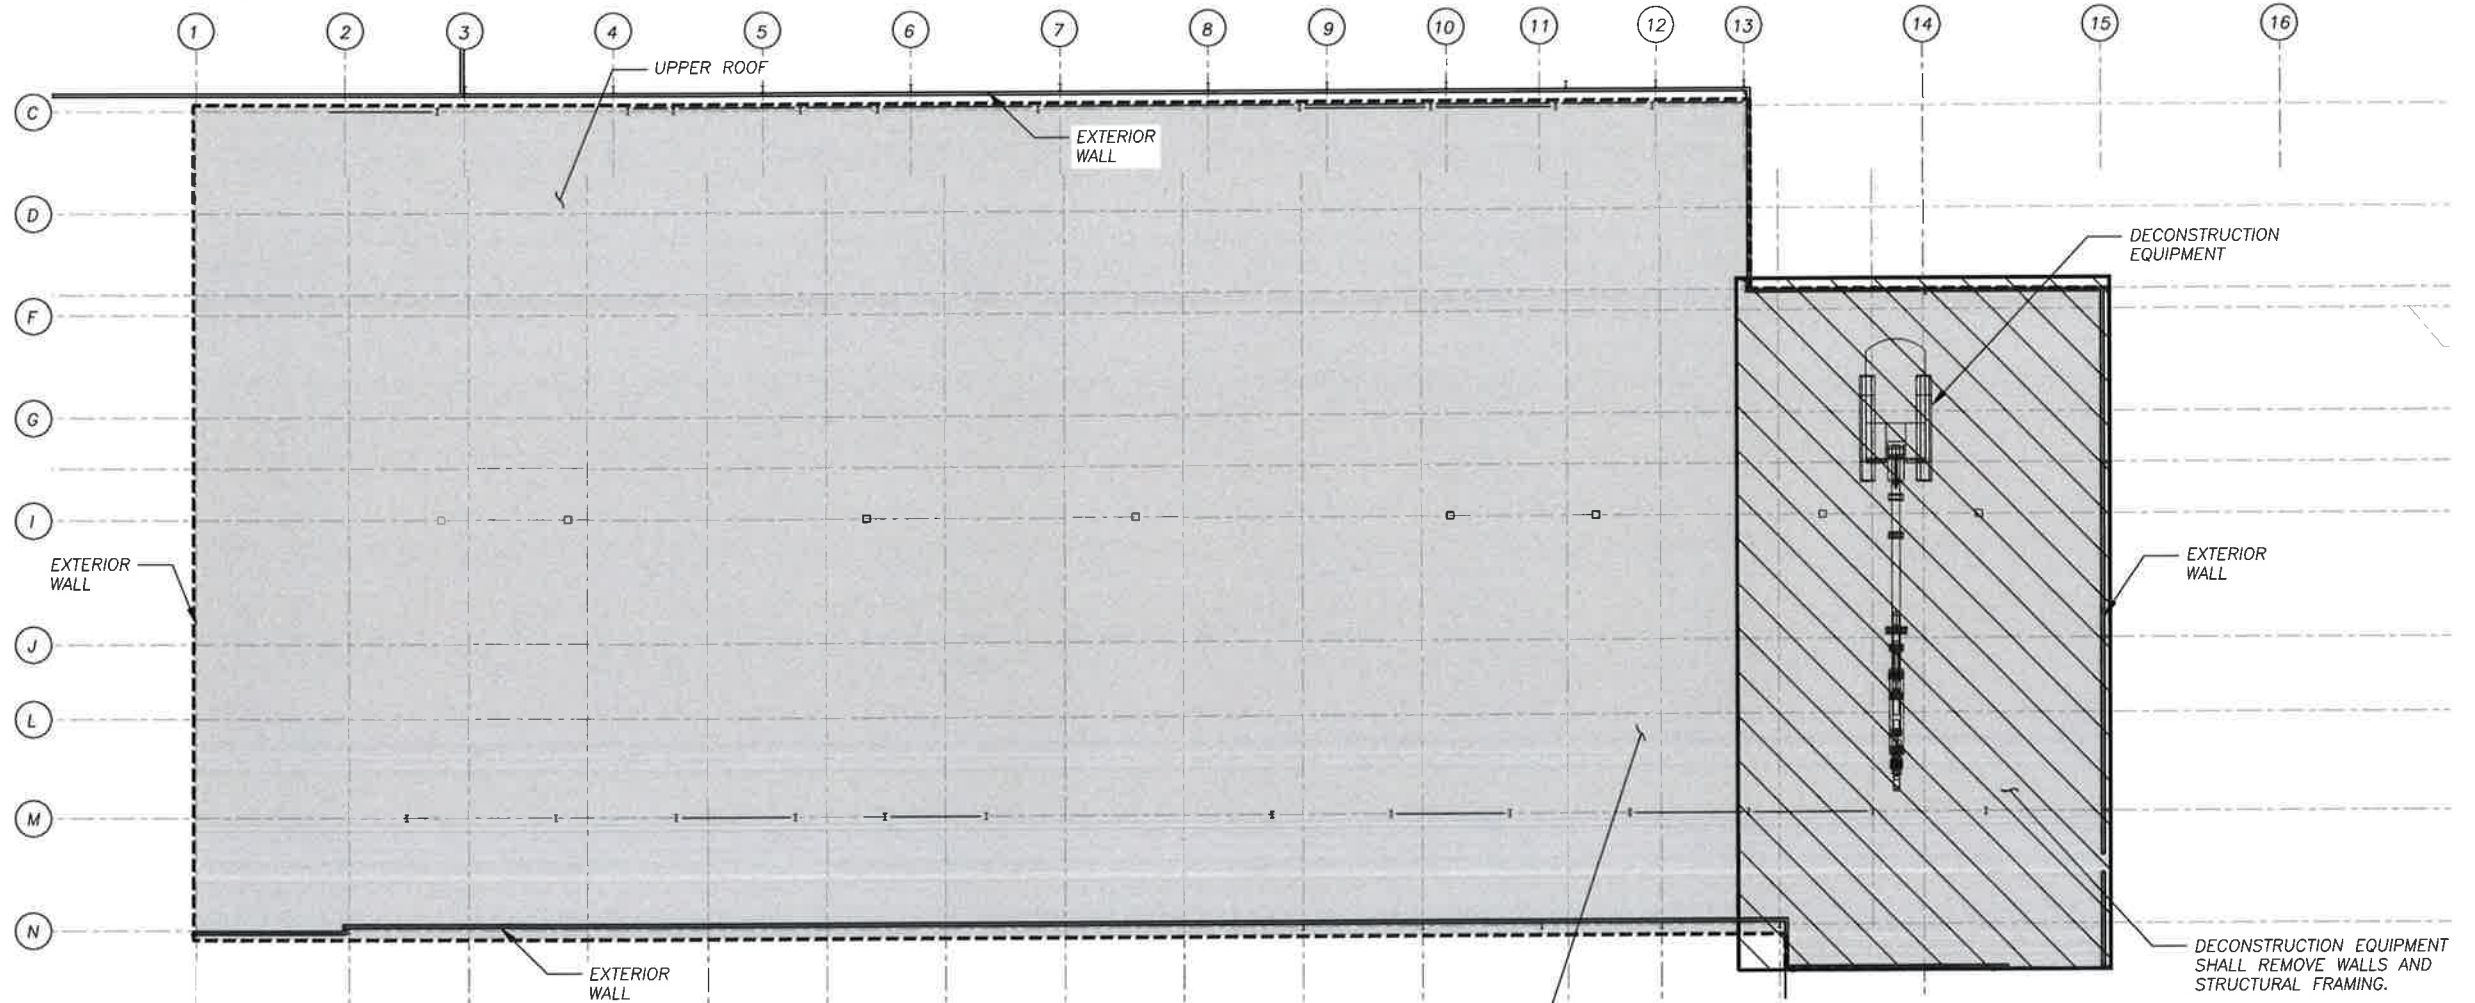 1 2 3 4 5 6 7 8 9 10 11 12 13 14 15 16
UPPER ROOF
C
EXTERIOR
WALL
D
DECONSTRUCTION
EQUIPMENT
F
G
I
EXTERIOR
WALL
EXTERIOR
WALL
J
L
M
N
DECONSTRUCTION EQUIPMENT
SHALL REMOVE WALLS AND
STRUCTURAL FRAMING.
EXTERIOR
WALL